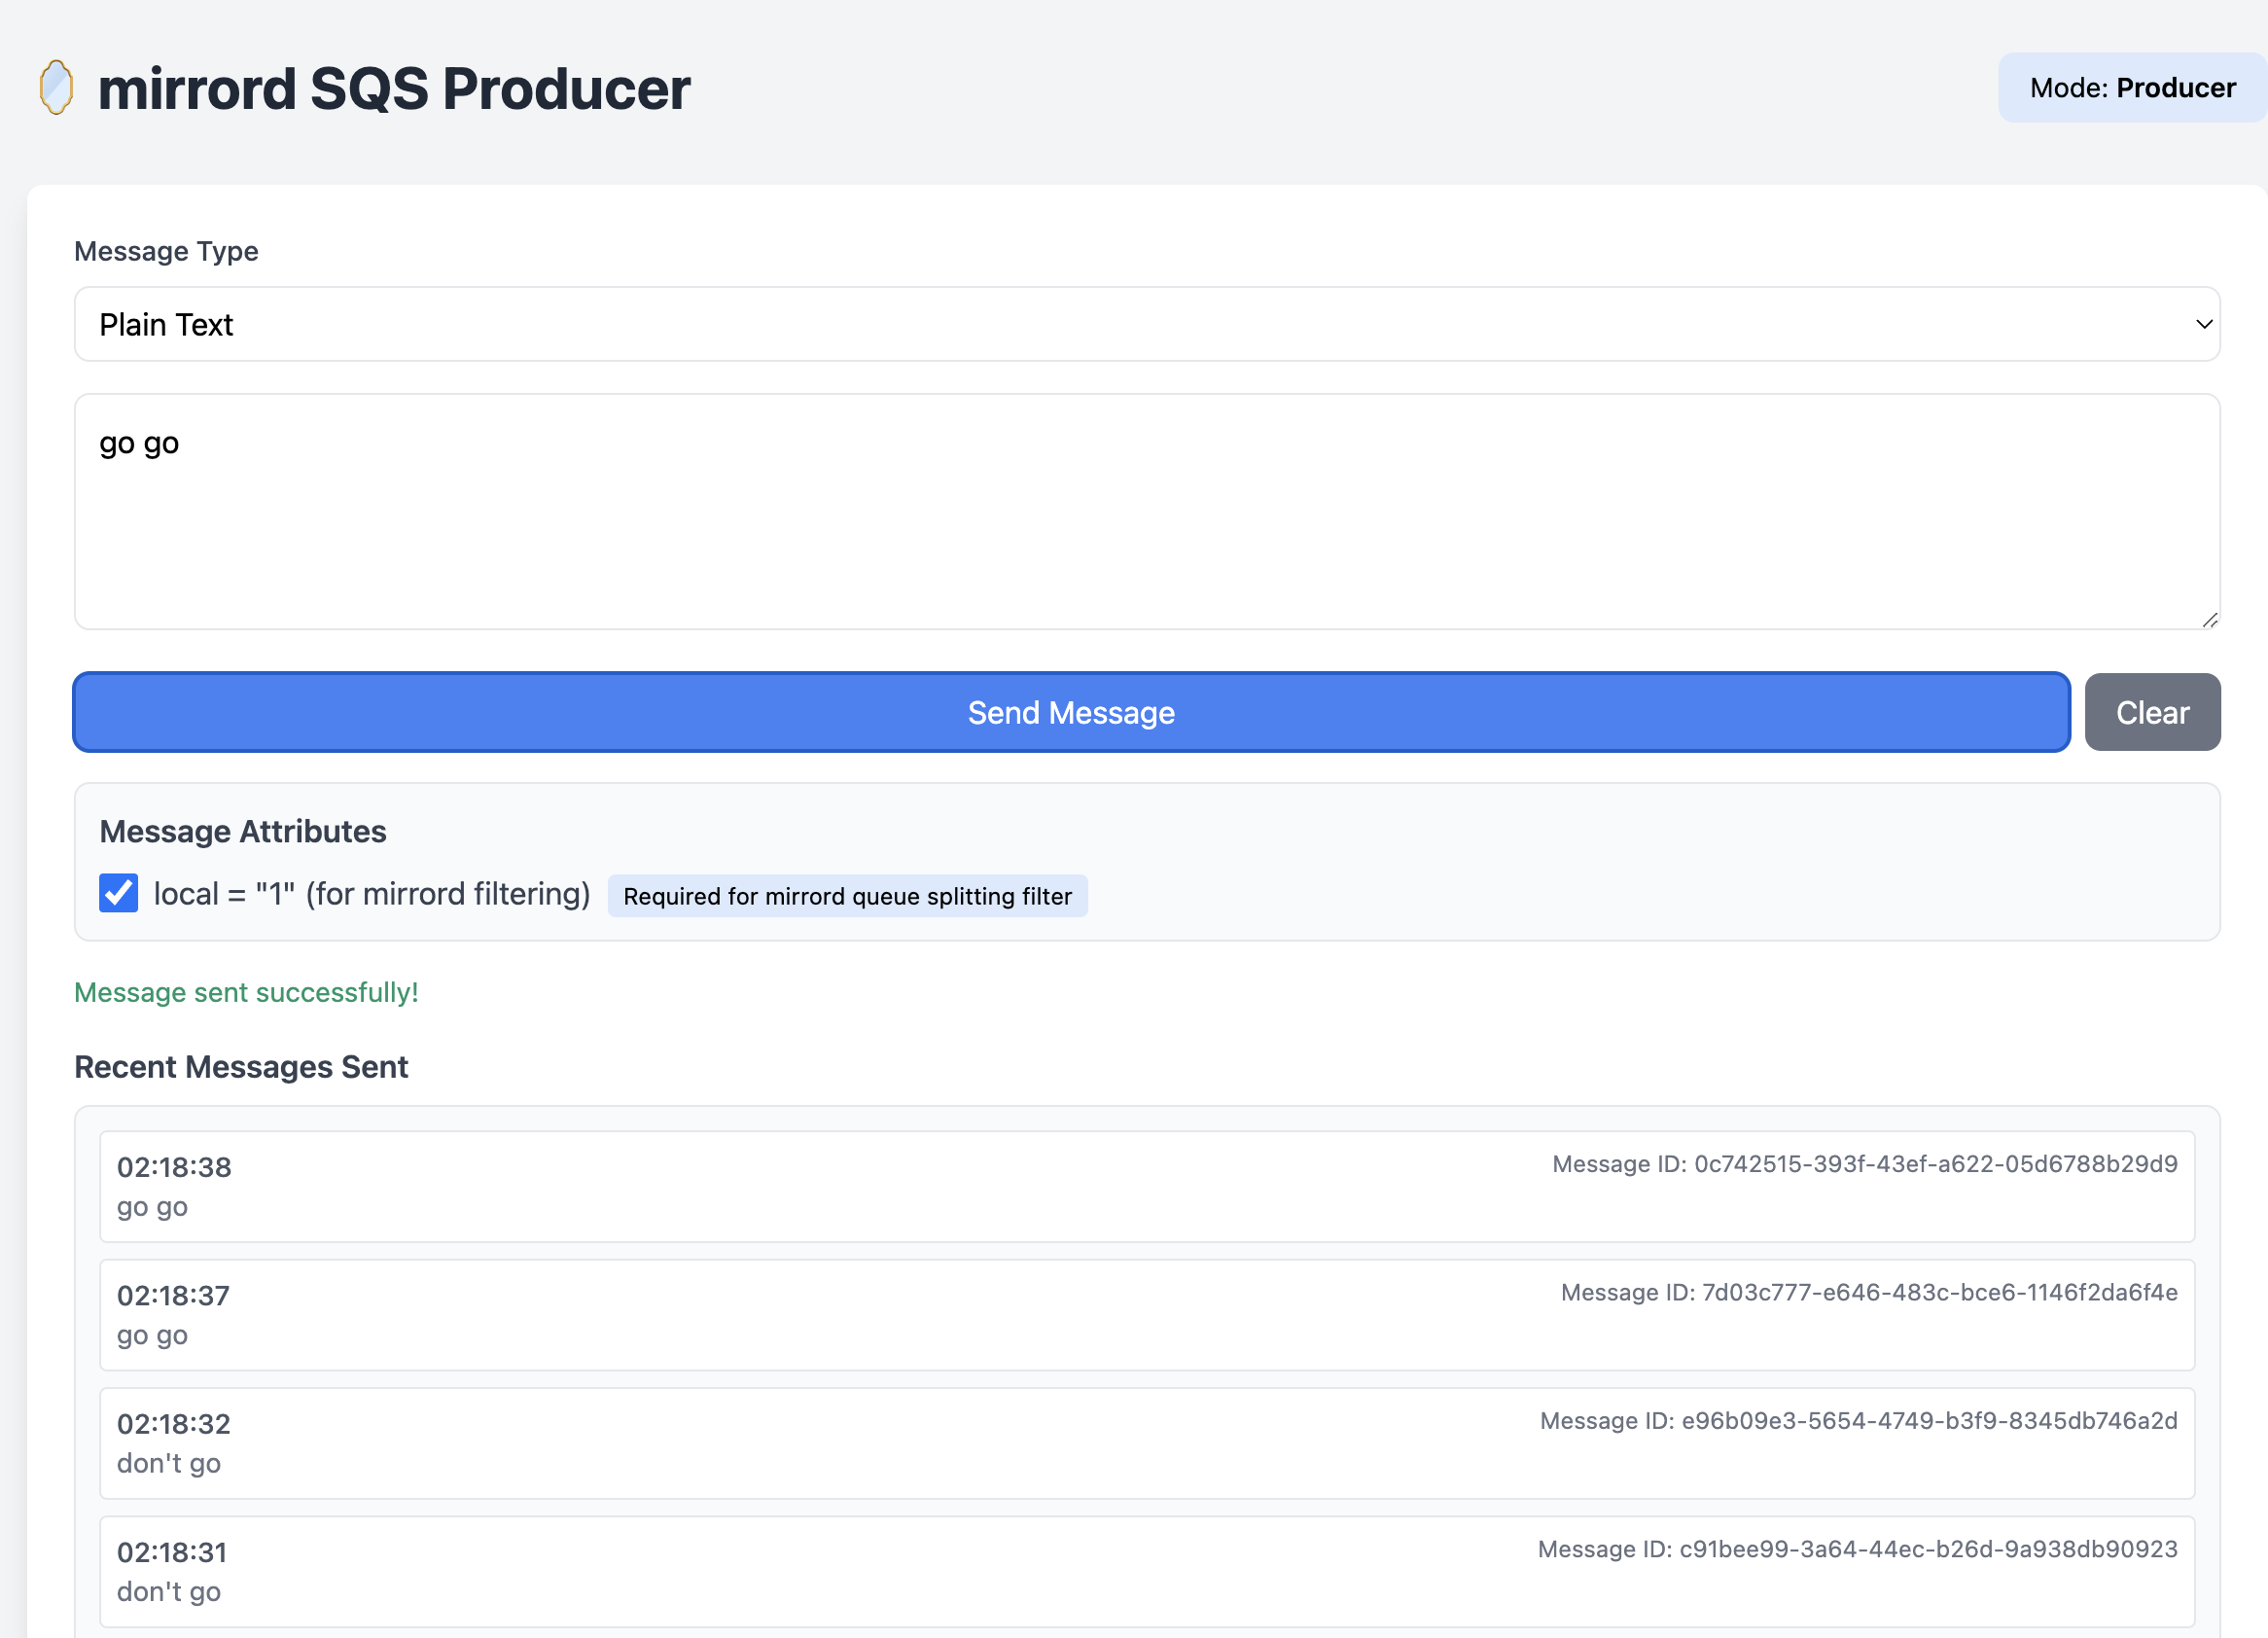 mirrord SQS Producer
Mode: Producer
Message Type
Plain Text
go go
Send Message
Clear
Message Attributes
local = "1" (for mirrord filtering)
Required for mirrord queue splitting filter
Message sent successfully!
Recent Messages Sent
02:18:38
Message ID: 0c742515-393f-43ef-a622-05d6788b29d9
go go
02:18:37
Message ID: 7d03c777-e646-483c-bce6-1146f2da6f4e
go go
02:18:32
Message ID: e96b09e3-5654-4749-b3f9-8345db746a2d
don't go
02:18:31
Message ID: c91bee99-3a64-44ec-b26d-9a938db90923
don't go